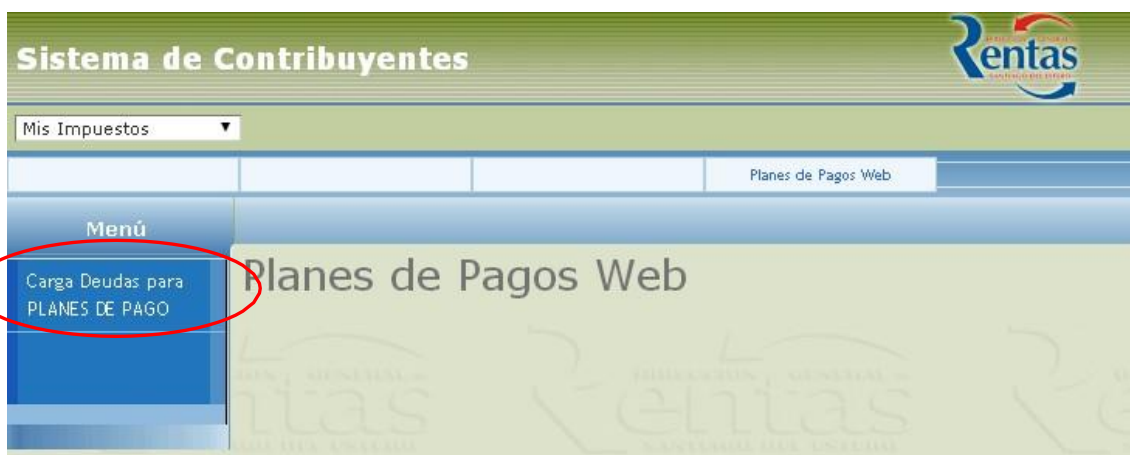 Sistema de Contribuyentes
Rentas
Mis Impuestos
Planes de Pagos Web
Menú
Carga Deudas para
PLANES DE PAGO
Planes de Pagos Web